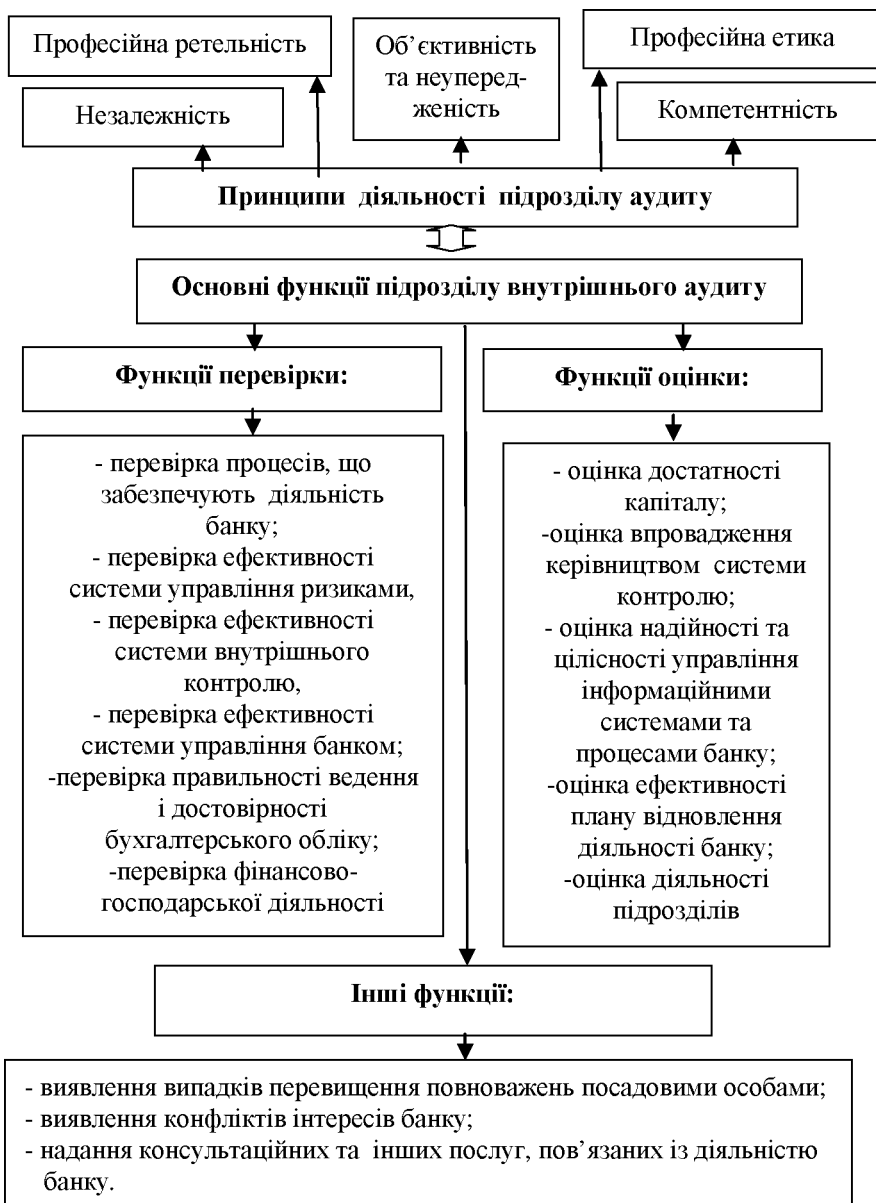 Професійна ретельність
Об’єктивність
та неуперед-
женість
Професійна етика
Незалежність
Компетентність
Принципи діяльності підрозділу аудиту
Основні функції підрозділу внутрішнього аудиту
Функції перевірки:
- перевірка процесів, що
забезпечують діяльність
банку;
- перевірка ефективності
системи управління ризиками,
- перевірка ефективності
системи внутрішнього
контролю,
- перевірка ефективності
системи управління банком;
-перевірка правильності ведення
і достовірності
бухгалтерського обліку;
-перевірка фінансово-
господарської діяльності
Функції оцінки:
- оцінка достатності
капіталу;
-оцінка впровадження
керівництвом системи
контролю;
- оцінка надійності та
цілісності управління
інформаційними
системами та
процесами банку;
-оцінка ефективності
плану відновлення
діяльності банку;
-оцінка діяльності
підрозділів
Інші функції:
- виявлення випадків перевищення повноважень посадовими особами;
- виявлення конфліктів інтересів банку;
- надання консультаційних та інших послуг, пов’язаних із діяльністю
банку.